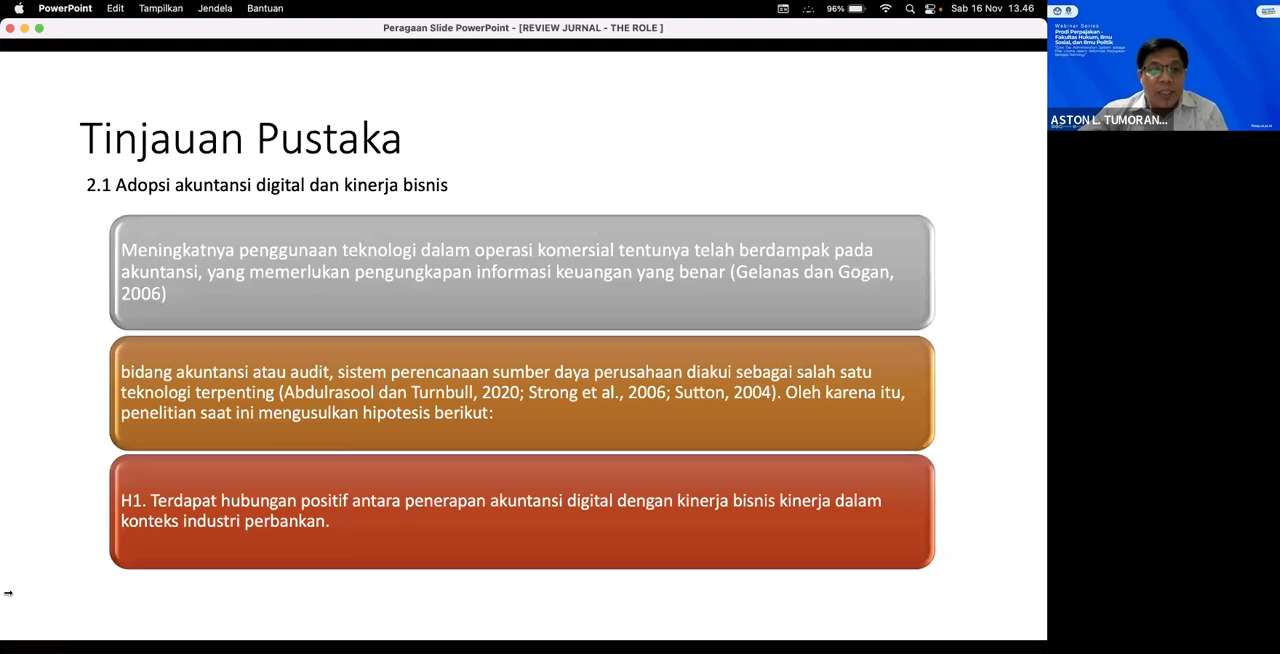 PowerPoint Edit Tampilkan Jendela Bantuan 96% Sab 16 Nov 13.46
Peragaan Slide PowerPoint - [REVIEW JURNAL - THE ROLE ]
Tinjauan Pustaka
2.1 Adopsi akuntansi digital dan kinerja bisnis
Meningkatnya penggunaan teknologi dalam operasi komersial tentunya telah berdampak pada
akuntansi, yang memerlukan pengungkapan informasi keuangan yang benar (Gelanas dan Gogan,
2006)
bidang akuntansi atau audit, sistem perencanaan sumber daya perusahaan diakui sebagai salah satu
teknologi terpenting (Abdulrasool dan Turnbull, 2020; Strong et al., 2006; Sutton, 2004). Oleh karena itu,
penelitian saat ini mengusulkan hipotesis berikut:
H1. Terdapat hubungan positif antara penerapan akuntansi digital dengan kinerja bisnis kinerja dalam
konteks industri perbankan.
Webinar Series
Prodi Perpajakan -
Fakultas Hukum, Ilmu
Sosial, dan Ilmu Politik
ASTON L. TUMORAN...